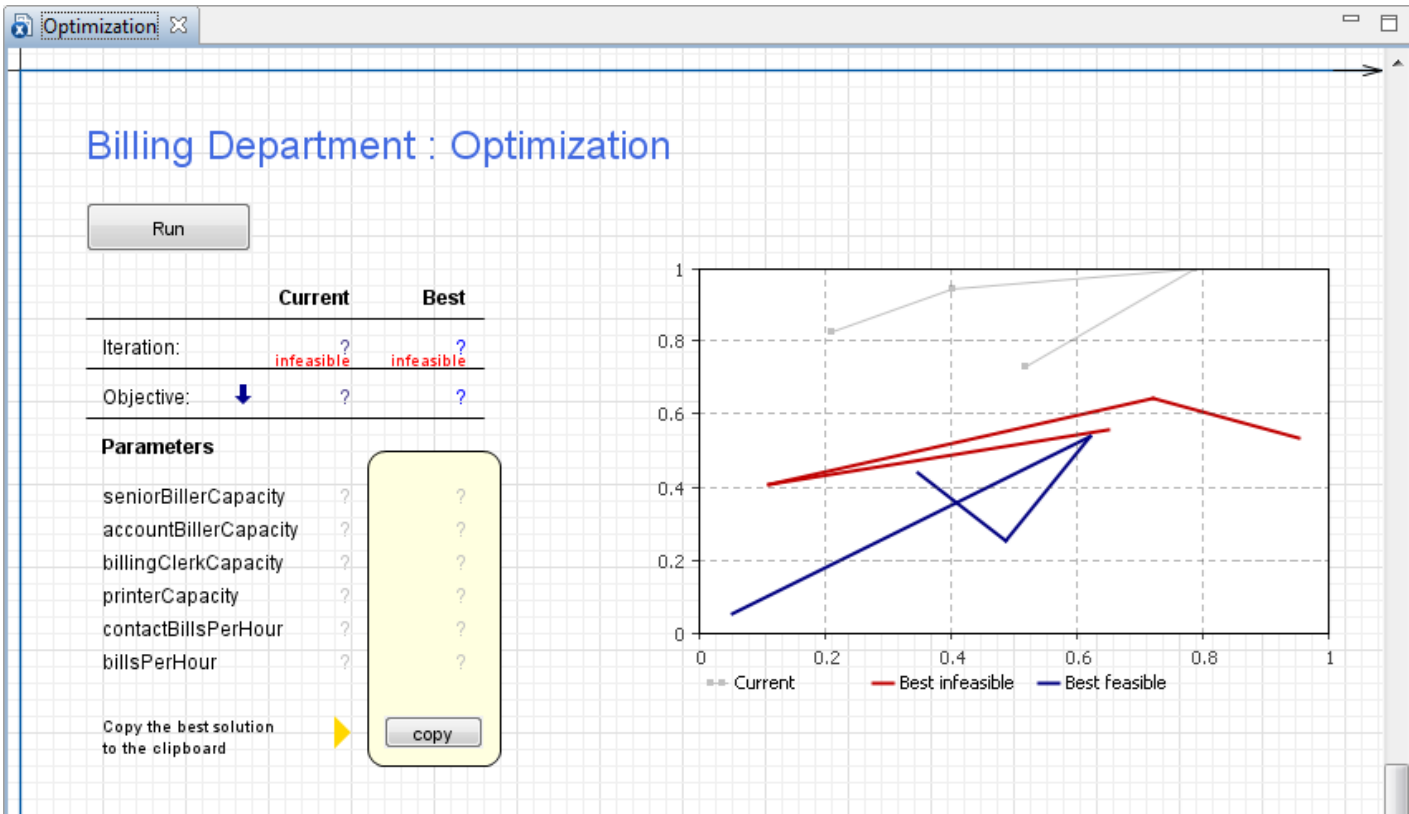 Optimization
Billing Department : Optimization
Run
Current Best
Iteration: ? ?
infeasible infeasible
Objective: ? ?
Parameters
seniorBillerCapacity ? ?
accountBillerCapacity ? ?
billingClerkCapacity ? ?
printerCapacity ? ?
contactBillsPerHour ? ?
billsPerHour ? ?
Copy the best solution
to the clipboard
copy
1
0.8
0.6
0.4
0.2
0
0 0.2 0.4 0.6 0.8 1
Current Best infeasible Best feasible